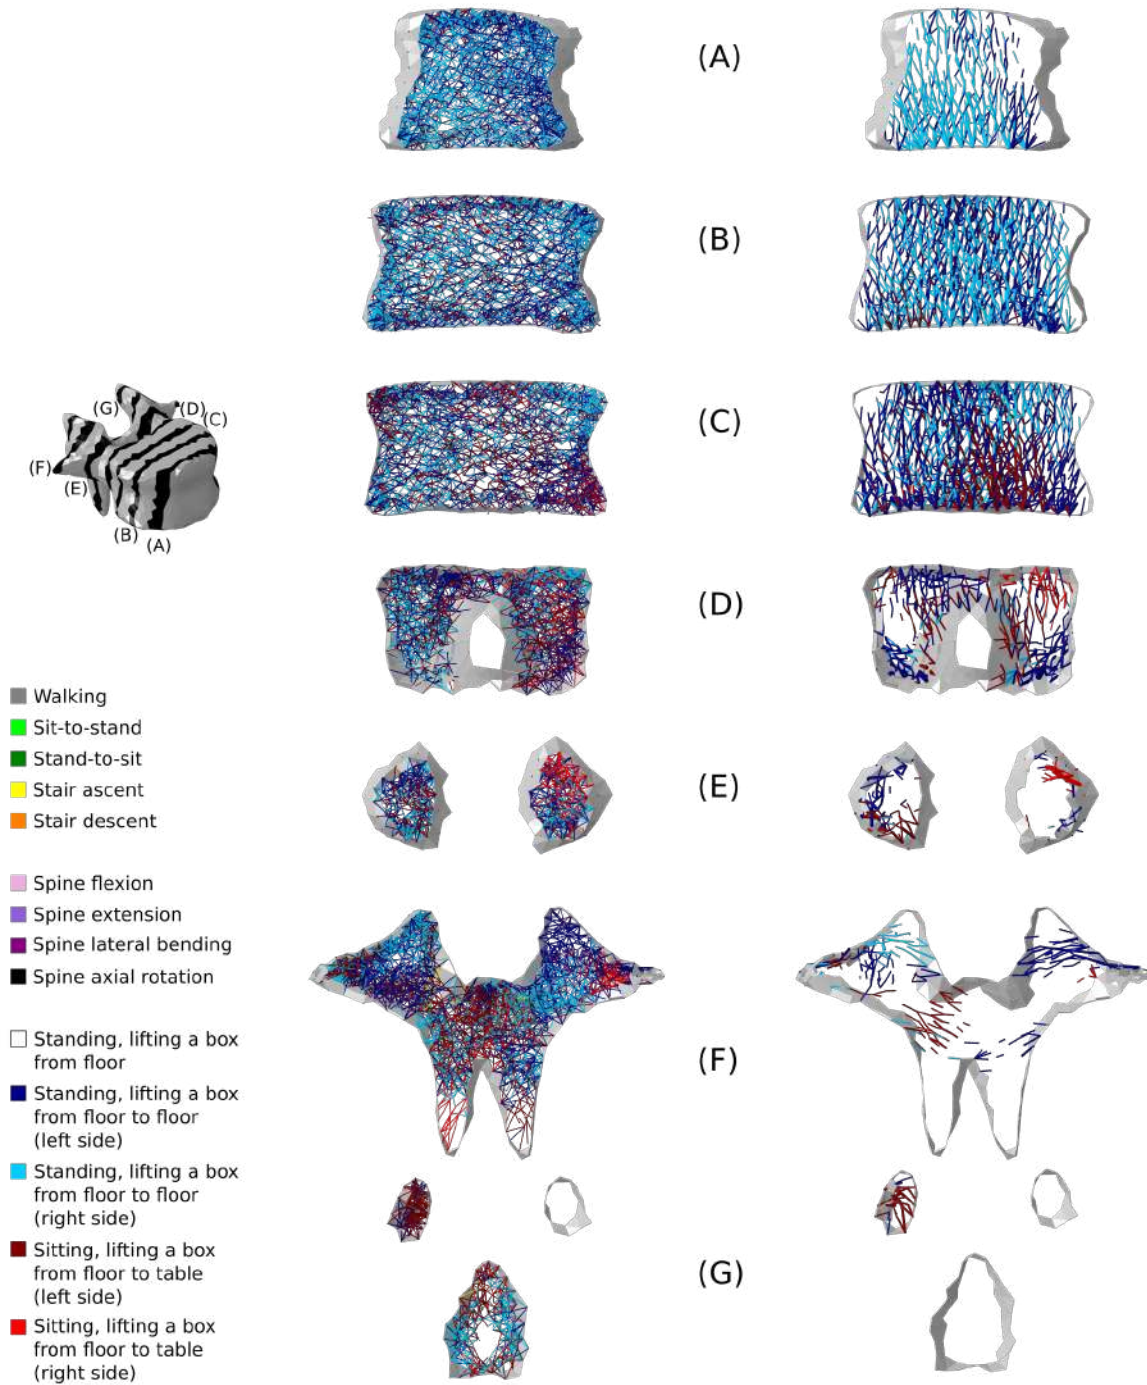 (A)
(B)
(G)
(D)
(C)
(C)
(F)
(E)
(B)
(A)
(D)
Walking
Sit-to-stand
Stand-to-sit
Stair ascent
Stair descent
(E)
Spine flexion
Spine extension
Spine lateral bending
Spine axial rotation
Standing, lifting a box
from floor
(F)
Standing, lifting a box
from floor to floor
(left side)
Standing, lifting a box
from floor to floor
(right side)
Sitting, lifting a box
from floor to table
(left side)
(G)
Sitting, lifting a box
from floor to table
(right side)